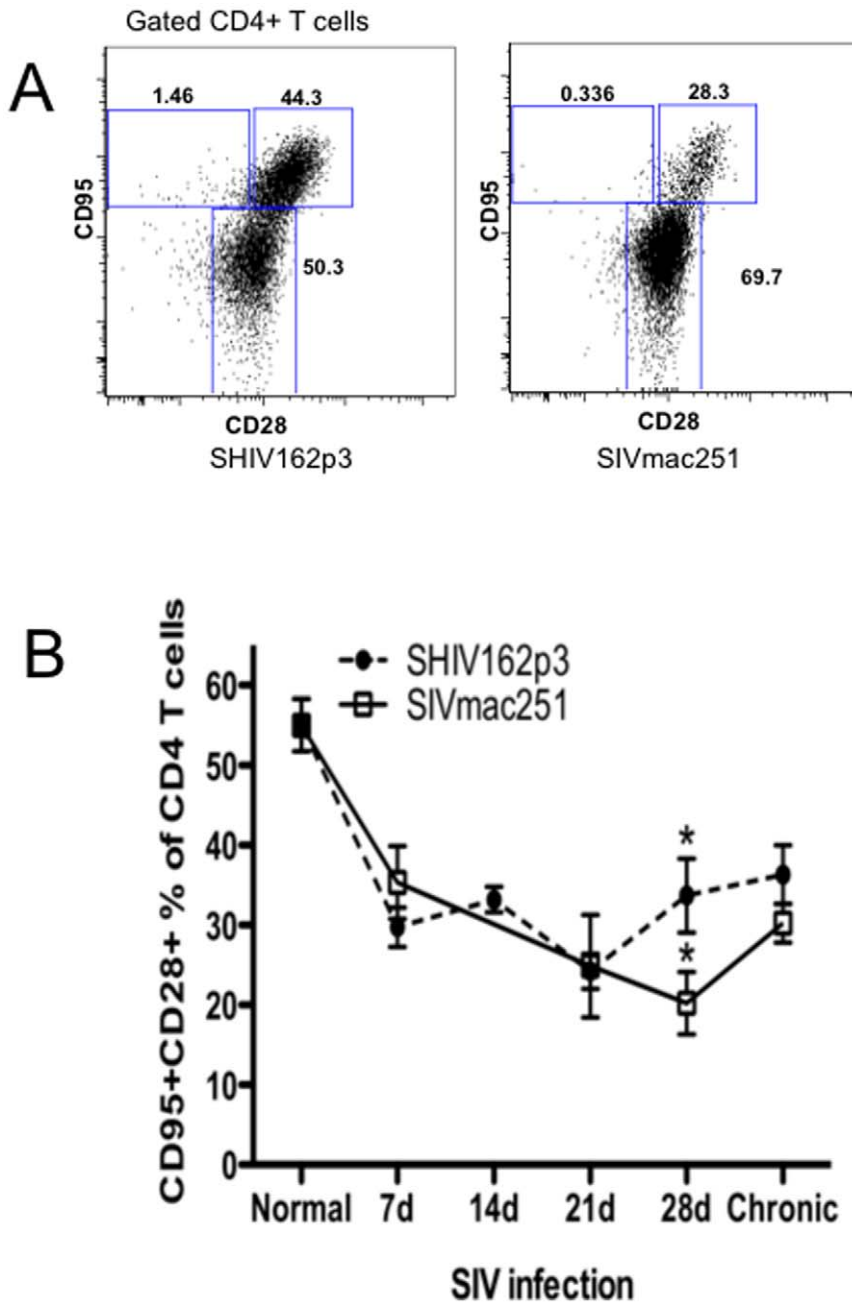 Gated CD4+ T cells
A
1.46
44.3
50.3
CD95
CD28
SHIV162p3
0.336
28.3
69.7
CD95
CD28
SIVmac251
B
CD95+CD28+ % of CD4 T cells
SHIV162p3
SIVmac251
60
50
40
30
20
10
0
*
*
Normal 7d 14d 21d 28d Chronic
SIV infection